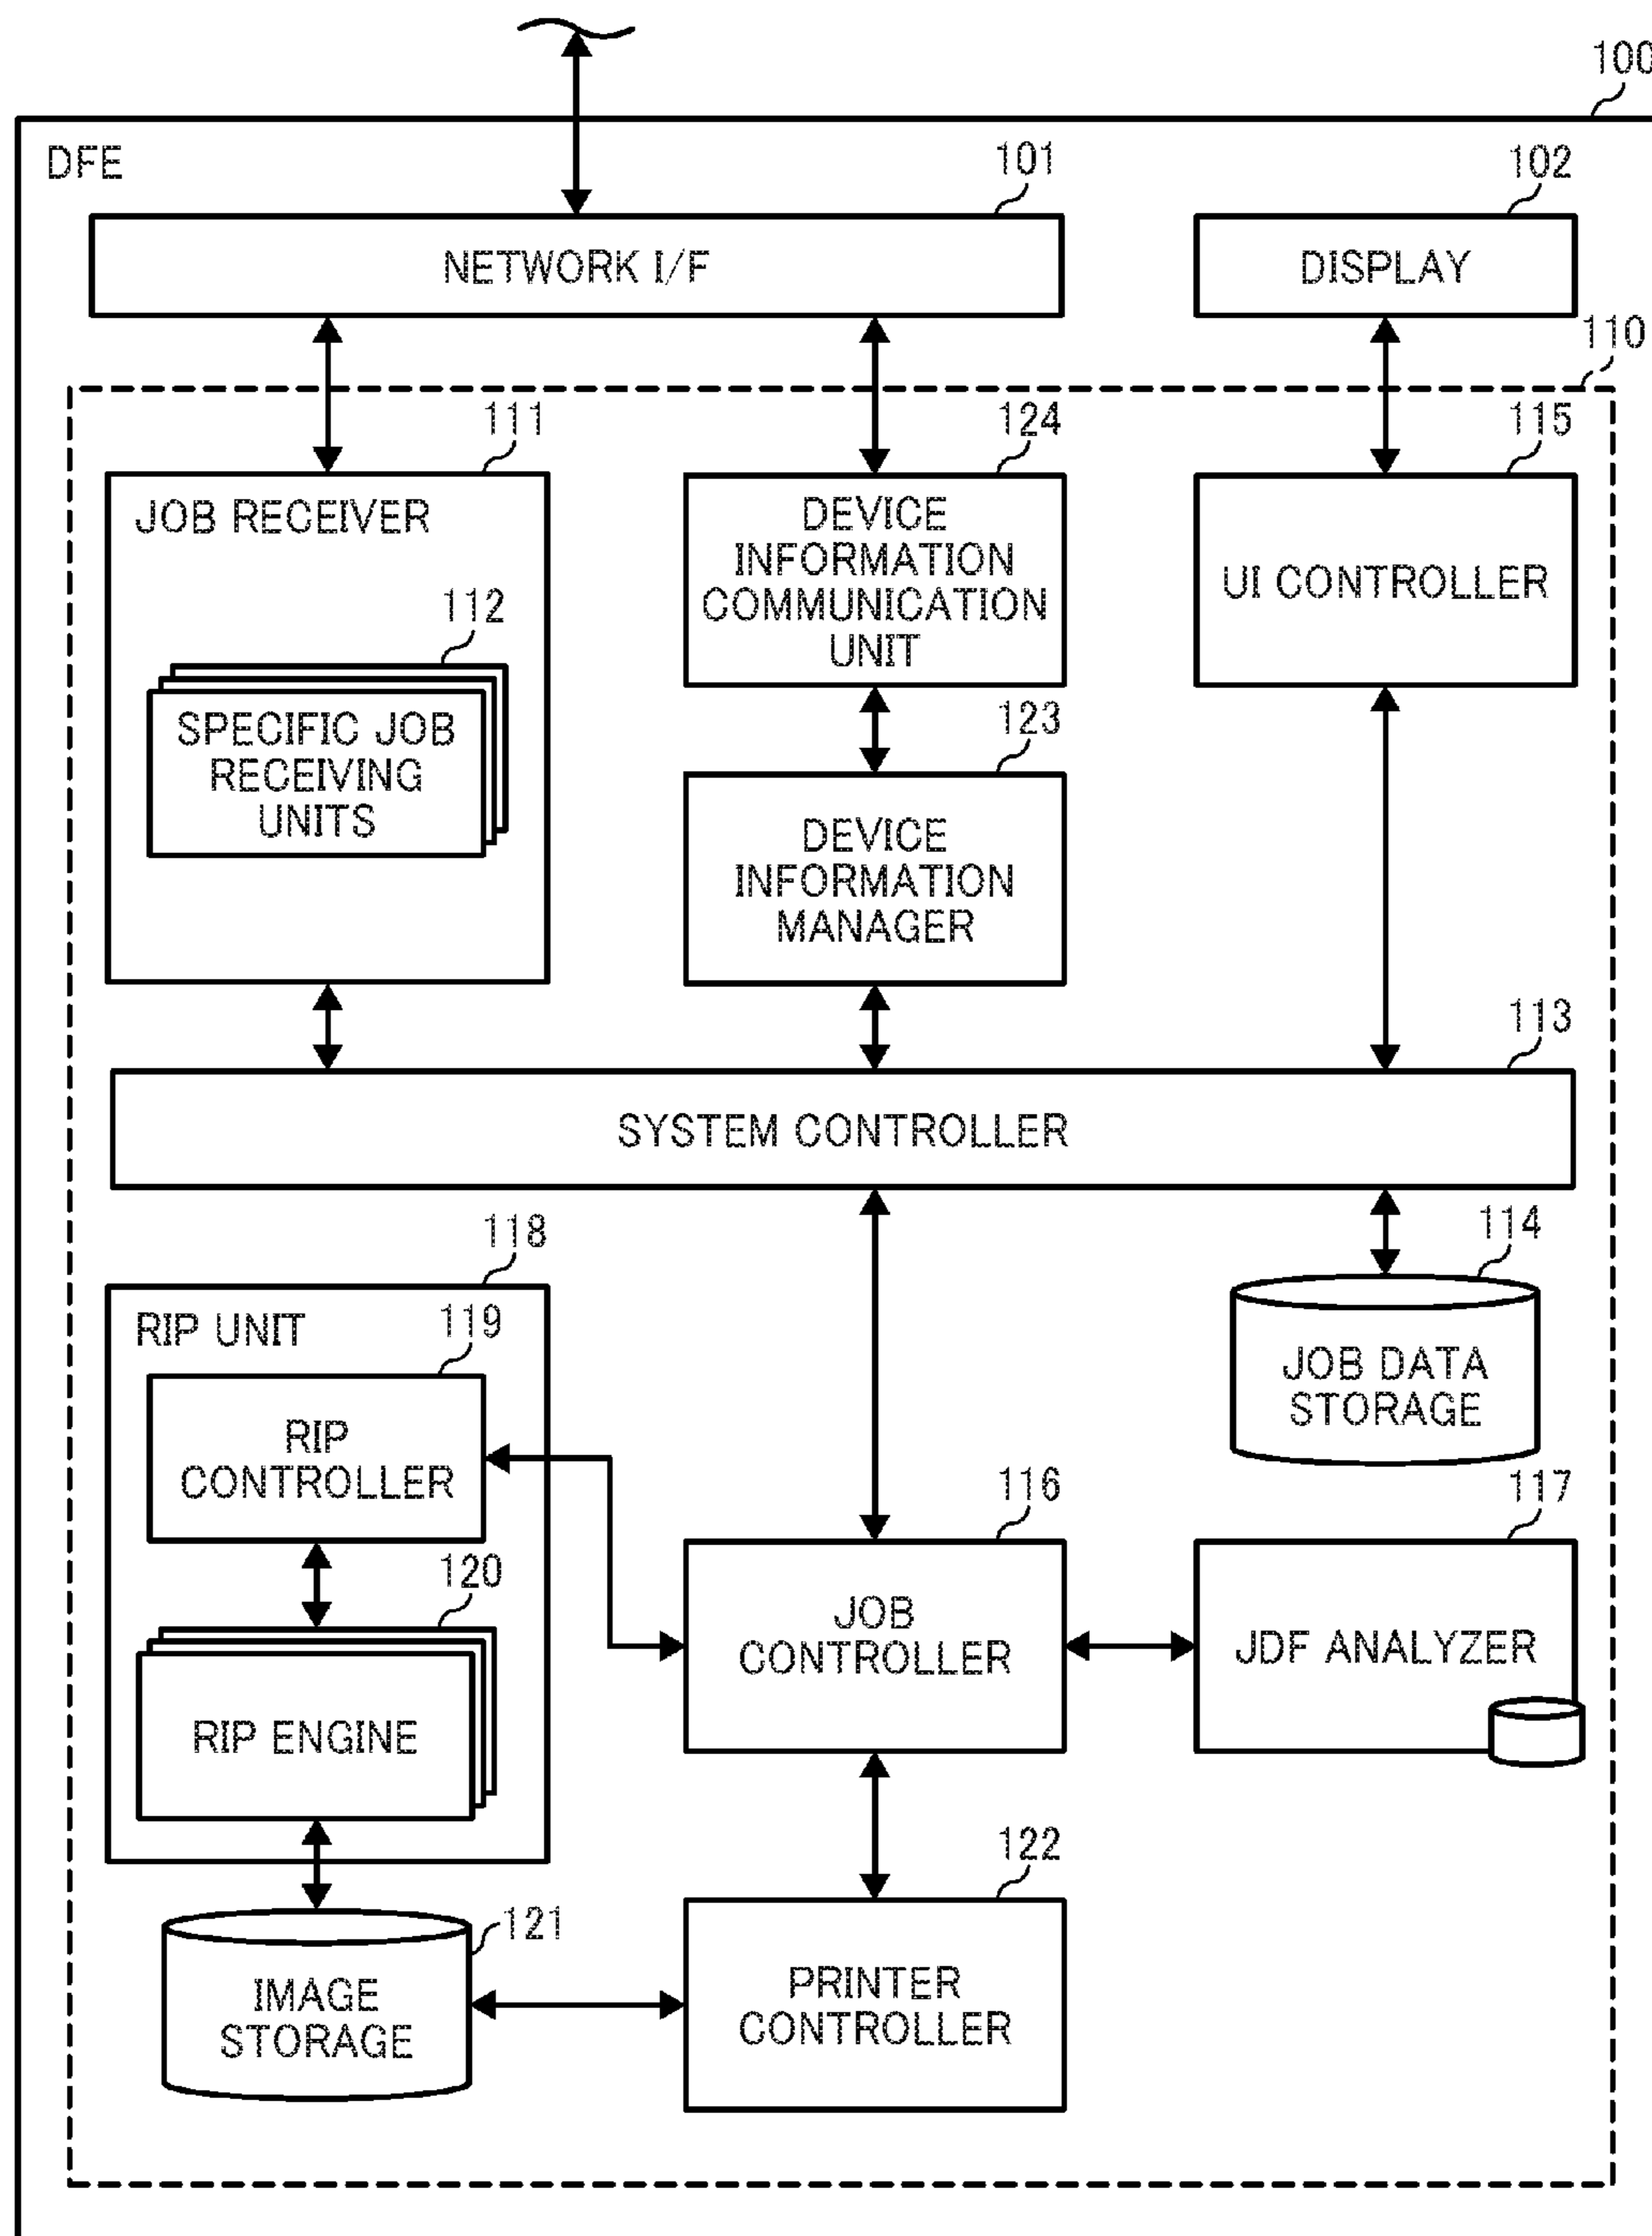 100
DFE
101
102
NETWORK I/F
DISPLAY
110
111
124
115
JOB RECEIVER
DEVICE
INFORMATION
COMMUNICATION
UNIT
UI CONTROLLER
112
SPECIFIC JOB
RECEIVING
UNITS
123
DEVICE
INFORMATION
MANAGER
113
SYSTEM CONTROLLER
118
114
RIP UNIT
119
JOB DATA
STORAGE
RIP
CONTROLLER
116
117
120
JOB
CONTROLLER
JDF ANALYZER
RIP ENGINE
122
121
IMAGE
STORAGE
PRINTER
CONTROLLER